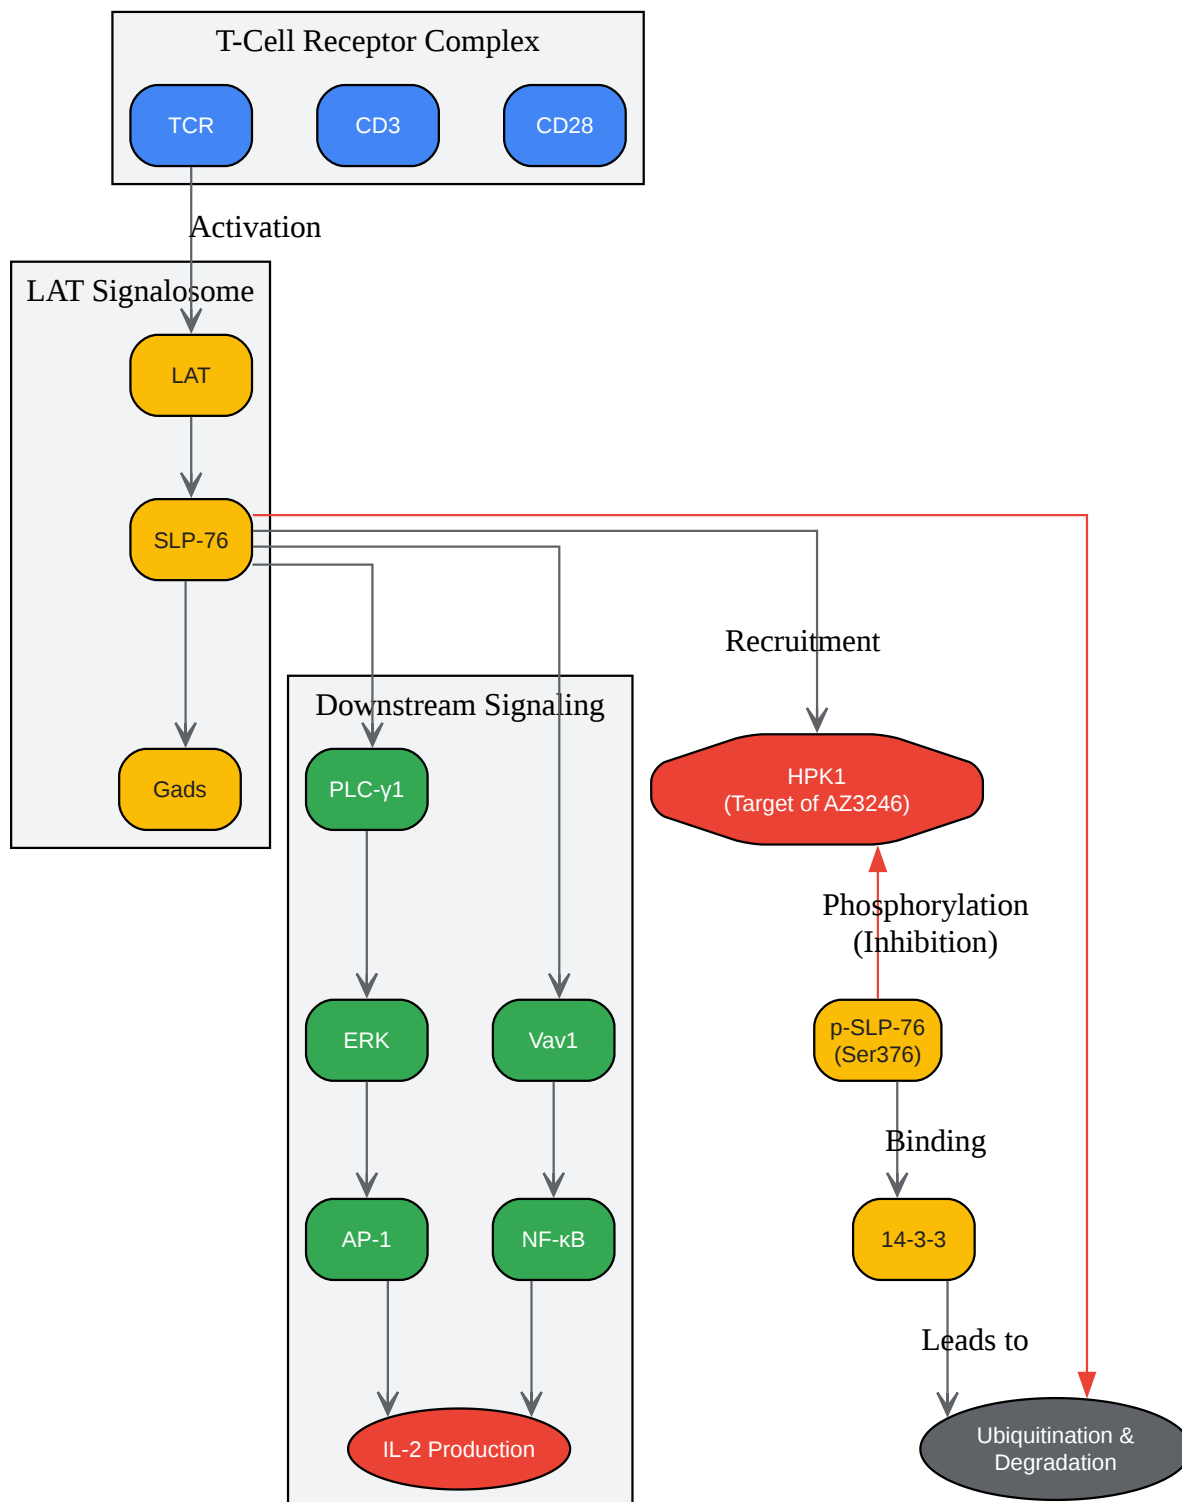 T-Cell Receptor Complex
TCR
CD3
CD28
Activation
LAT Signalosome
LAT
SLP-76
Recruitment
Downstream Signaling
Gads
PLC-γ1
HPK1
(Target of AZ3246)
Phosphorylation
(Inhibition)
ERK
Vav1
p-SLP-76
(Ser376)
Binding
AP-1
NF-κB
14-3-3
Leads to
IL-2 Production
Ubiquitination &
Degradation